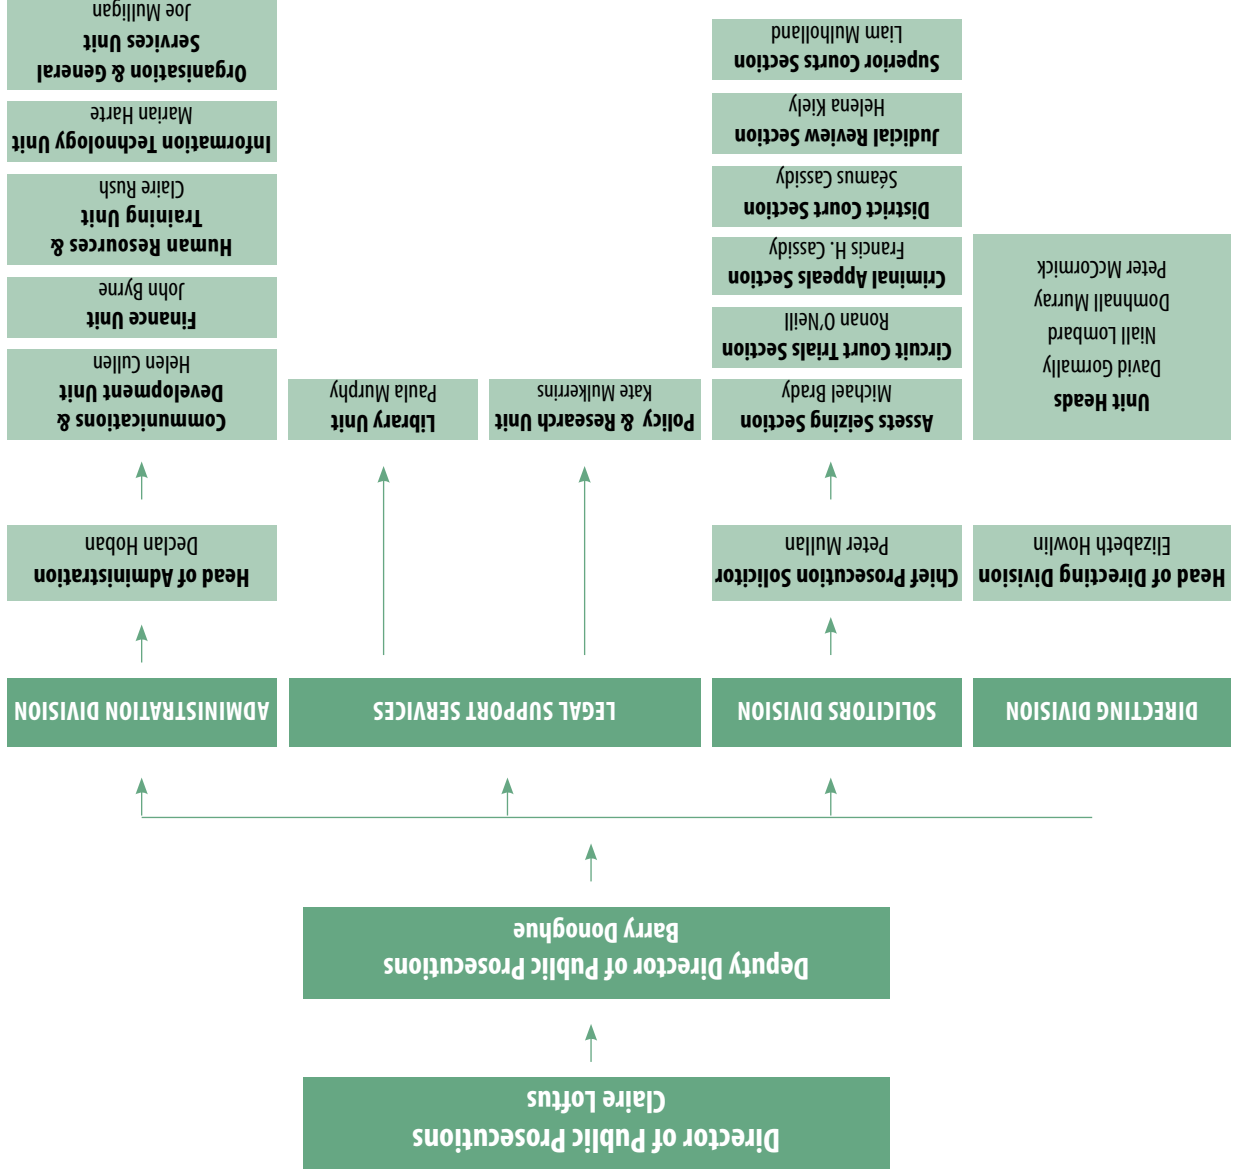 Director of Public Prosecutions
Claire Loftus
Deputy Director of Public Prosecutions
Barry Donoghue
DIRECTING DIVISION
SOLICITORS DIVISION
LEGAL SUPPORT SERVICES
ADMINISTRATION DIVISION
Head of Directing Division
Elizabeth Howlin
Chief Prosecution Solicitor
Peter Mullan
Head of Administration
Declan Hoban
Unit Heads
David Gormally
Niall Lombard
Domhnall Murray
Peter McCormick
Assets Seizing Section
Michael Brady
Circuit Court Trials Section
Ronan O’Neill
Criminal Appeals Section
Francis H. Cassidy
District Court Section
Séamus Cassidy
Judicial Review Section
Helena Kiely
Superior Courts Section
Liam Mulholland
Policy & Research Unit
Kate Mulkerrins
Library Unit
Paula Murphy
Communications &
Development Unit
Helen Cullen
Finance Unit
John Byrne
Human Resources &
Training Unit
Claire Rush
Information Technology Unit
Marian Harte
Organisation & General
Services Unit
Joe Mulligan